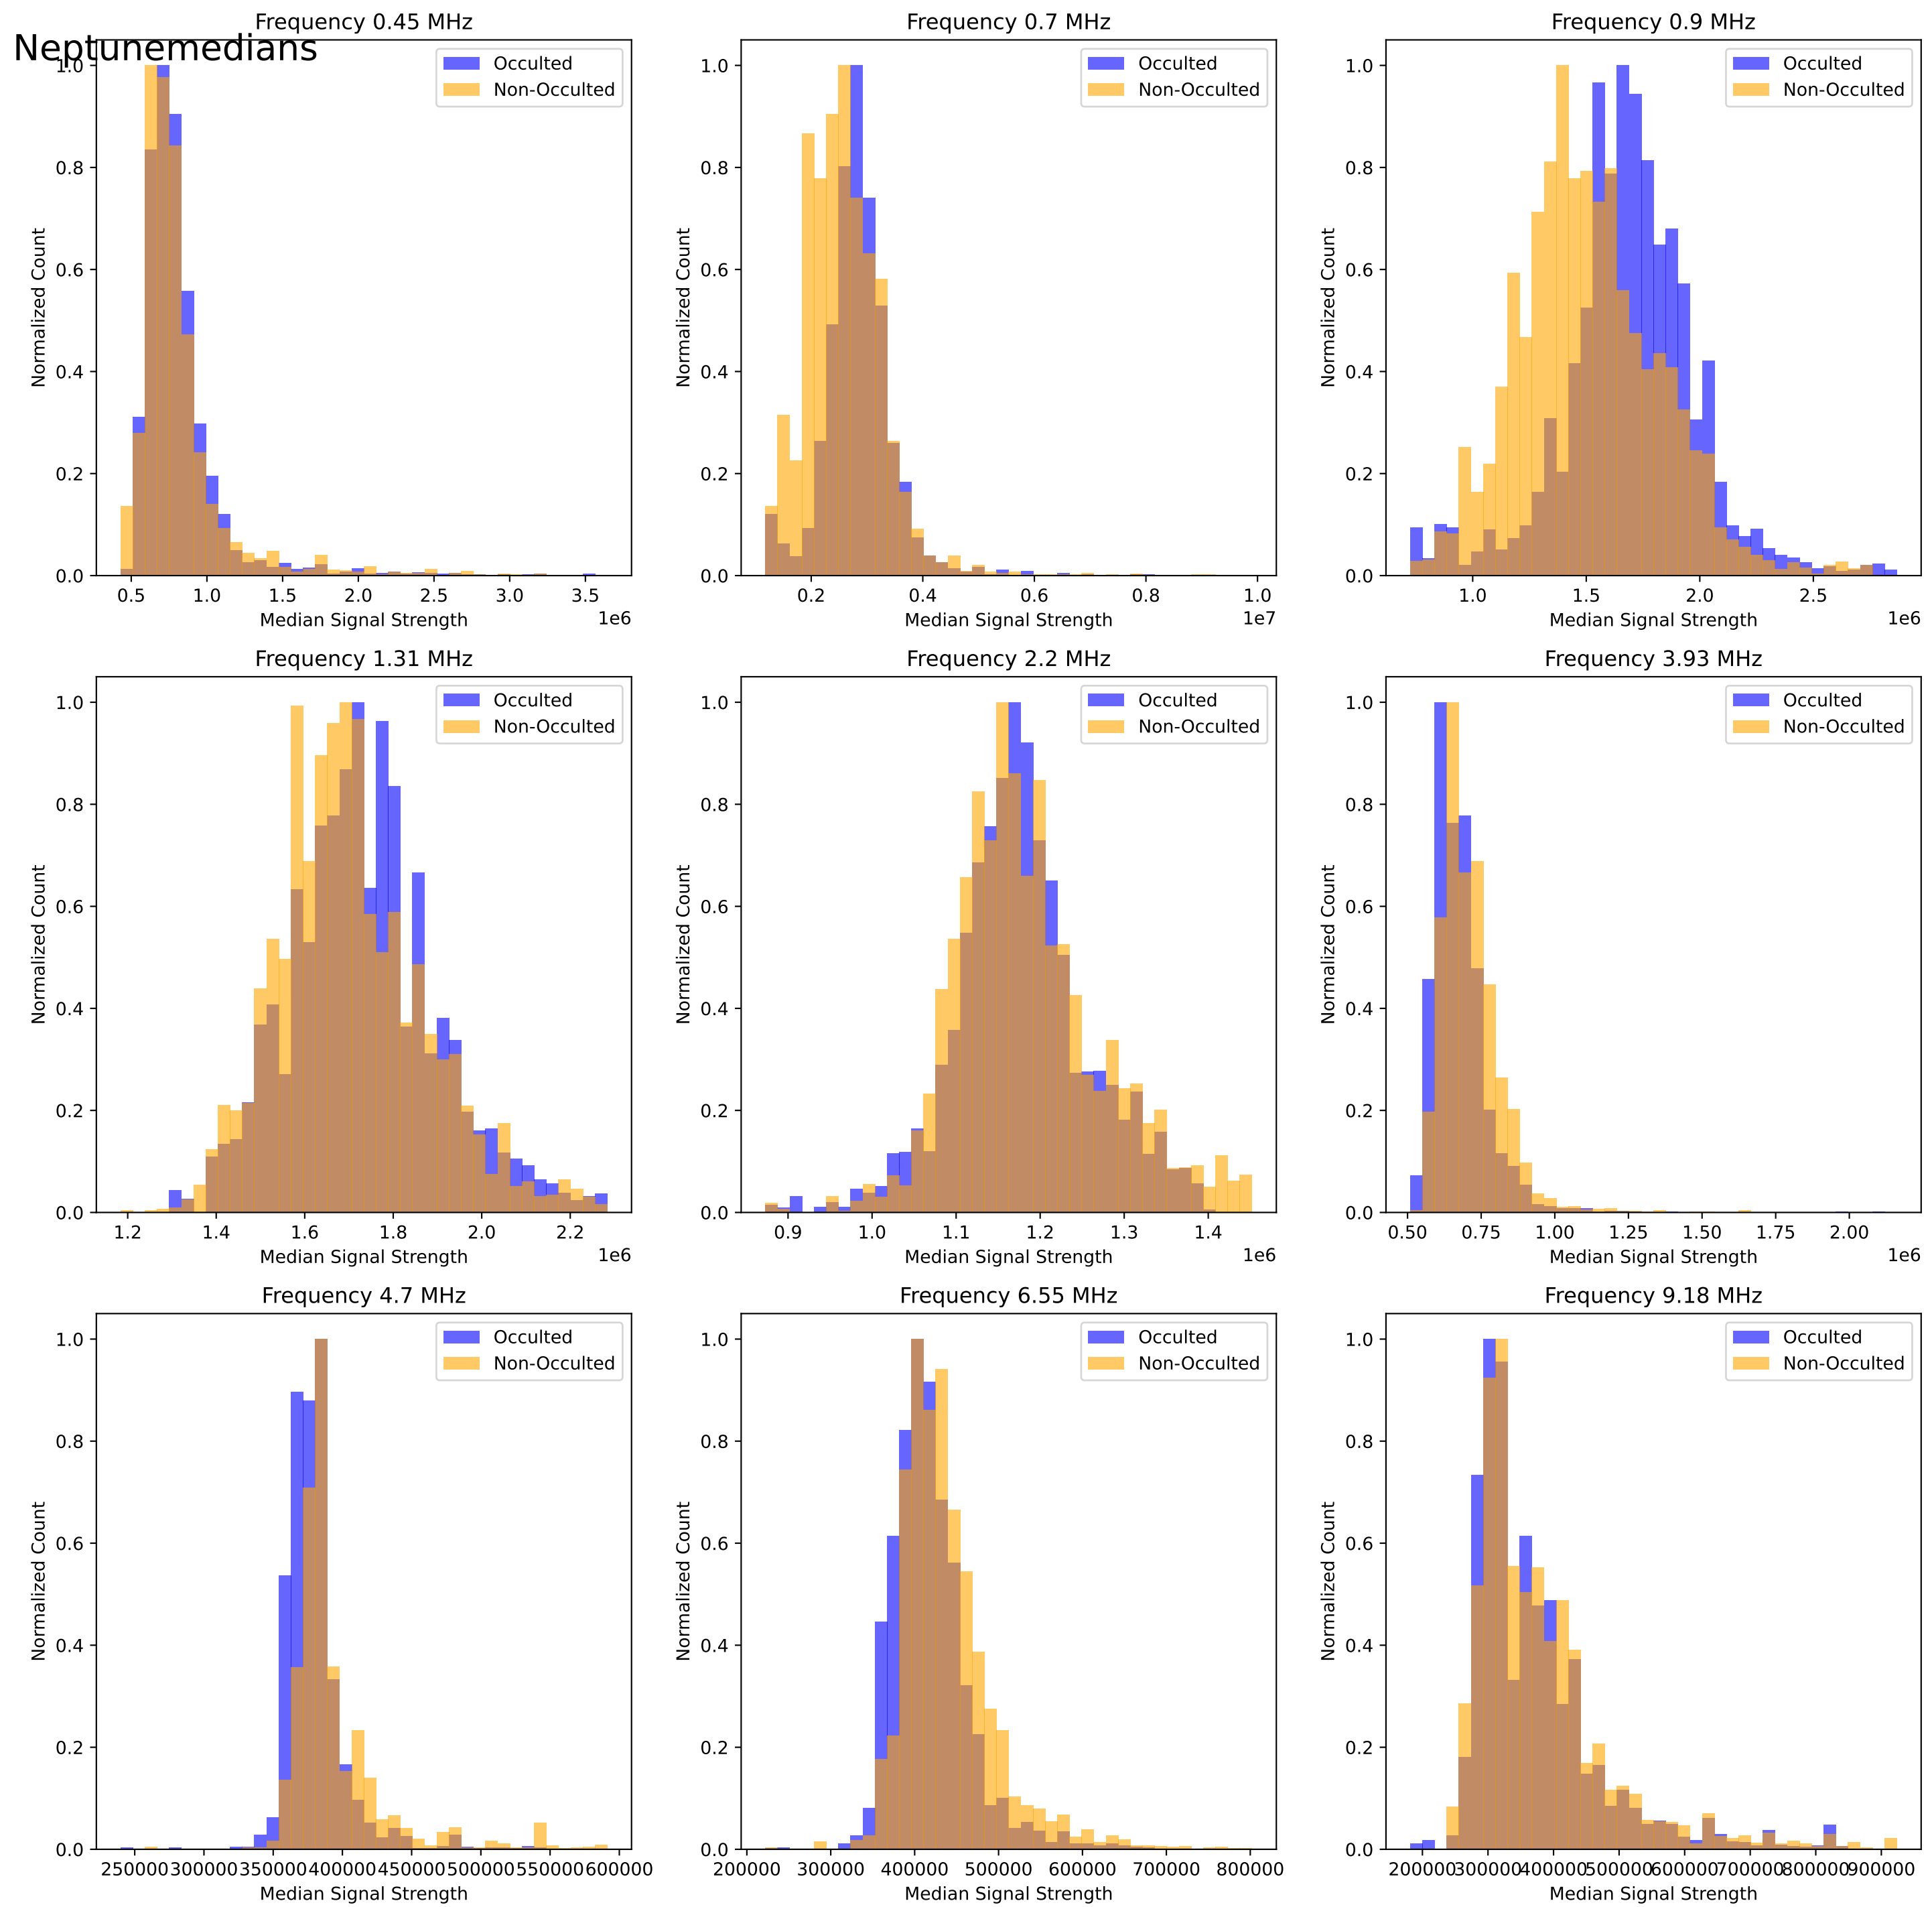 Neptunemedians
Frequency 0.45 MHz
Normalized Count
1.0
0.8
0.6
0.4
0.2
0.0
Occulted
Non-Occulted
0.5 1.0 1.5 2.0 2.5 3.0 3.5
1e6
Median Signal Strength
Frequency 0.7 MHz
Normalized Count
1.0
0.8
0.6
0.4
0.2
0.0
Occulted
Non-Occulted
0.2 0.4 0.6 0.8 1.0
1e7
Median Signal Strength
Frequency 0.9 MHz
Normalized Count
1.0
0.8
0.6
0.4
0.2
0.0
Occulted
Non-Occulted
1.0 1.5 2.0 2.5
1e6
Median Signal Strength
Frequency 1.31 MHz
Normalized Count
1.0
0.8
0.6
0.4
0.2
0.0
Occulted
Non-Occulted
1.2 1.4 1.6 1.8 2.0 2.2
1e6
Median Signal Strength
Frequency 2.2 MHz
Normalized Count
1.0
0.8
0.6
0.4
0.2
0.0
Occulted
Non-Occulted
0.9 1.0 1.1 1.2 1.3 1.4
1e6
Median Signal Strength
Frequency 3.93 MHz
Normalized Count
1.0
0.8
0.6
0.4
0.2
0.0
Occulted
Non-Occulted
0.50 0.75 1.00 1.25 1.50 1.75 2.00
1e6
Median Signal Strength
Frequency 4.7 MHz
Normalized Count
1.0
0.8
0.6
0.4
0.2
0.0
Occulted
Non-Occulted
250000 300000 350000 400000 450000 500000 550000 600000
Median Signal Strength
Frequency 6.55 MHz
Normalized Count
1.0
0.8
0.6
0.4
0.2
0.0
Occulted
Non-Occulted
200000 300000 400000 500000 600000 700000 800000
Median Signal Strength
Frequency 9.18 MHz
Normalized Count
1.0
0.8
0.6
0.4
0.2
0.0
Occulted
Non-Occulted
200000 300000 400000 500000 600000 700000 800000 900000
Median Signal Strength